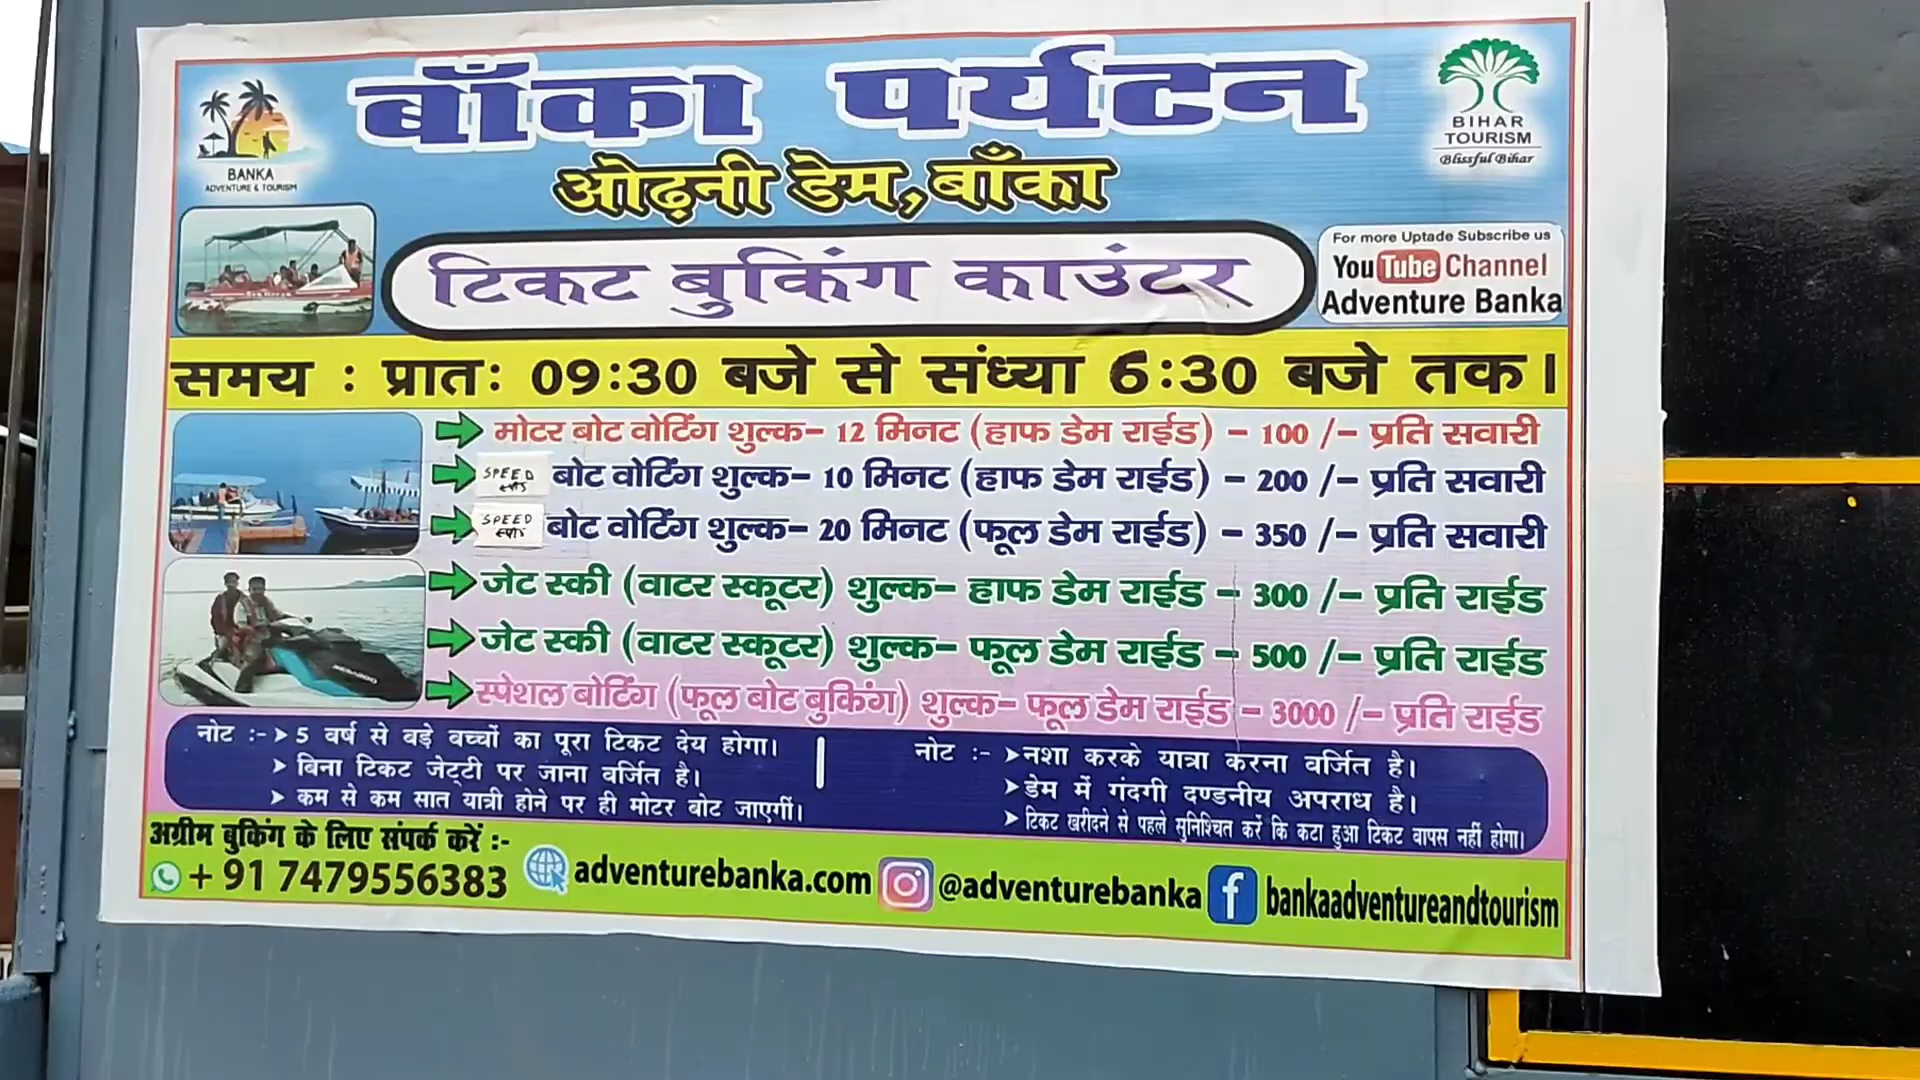 बाँका पर्यटन
BANKA
ADVENTURE & TOURISM
BIHAR
TOURISM
Blissful Bihar
ओढ़नी डेम, बाँका
टिकट बुकिंग काउंटर
For more Uptade Subscribe us
YouTube Channel
Adventure Banka
समय : प्रातः 09:30 बजे से संध्या 6:30 बजे तक।
मोटर बोट वोटिंग शुल्क- 12 मिनट (हाफ डेम राईड) - 100 /- प्रति सवारी
SPEED बोट वोटिंग शुल्क- 10 मिनट (हाफ डेम राईड) - 200 /- प्रति सवारी
SPEED बोट वोटिंग शुल्क- 20 मिनट (फूल डेम राईड) - 350 /- प्रति सवारी
जेट स्की (वाटर स्कूटर) शुल्क- हाफ डेम राईड - 300 /- प्रति राईड
जेट स्की (वाटर स्कूटर) शुल्क- फूल डेम राईड - 500 /- प्रति राईड
स्पेशल बोटिंग (फूल बोट बुकिंग) शुल्क- फूल डेम राईड - 3000 /- प्रति राईड
नोट :- ➤ 5 वर्ष से बड़े बच्चों का पूरा टिकट देय होगा।
➤ बिना टिकट जेट्टी पर जाना वर्जित है।
➤ कम से कम सात यात्री होने पर ही मोटर बोट जाएगीं।
नोट :- ➤ नशा करके यात्रा करना वर्जित है।
➤ डेम में गंदगी दण्डनीय अपराध है।
➤ टिकट खरीदने से पहले सुनिश्चित करें कि कटा हुआ टिकट वापस नहीं होगा।
अग्रीम बुकिंग के लिए संपर्क करें :-
+ 91 7479556383
adventurebanka.com
@adventurebanka
bankaadventureandtourism